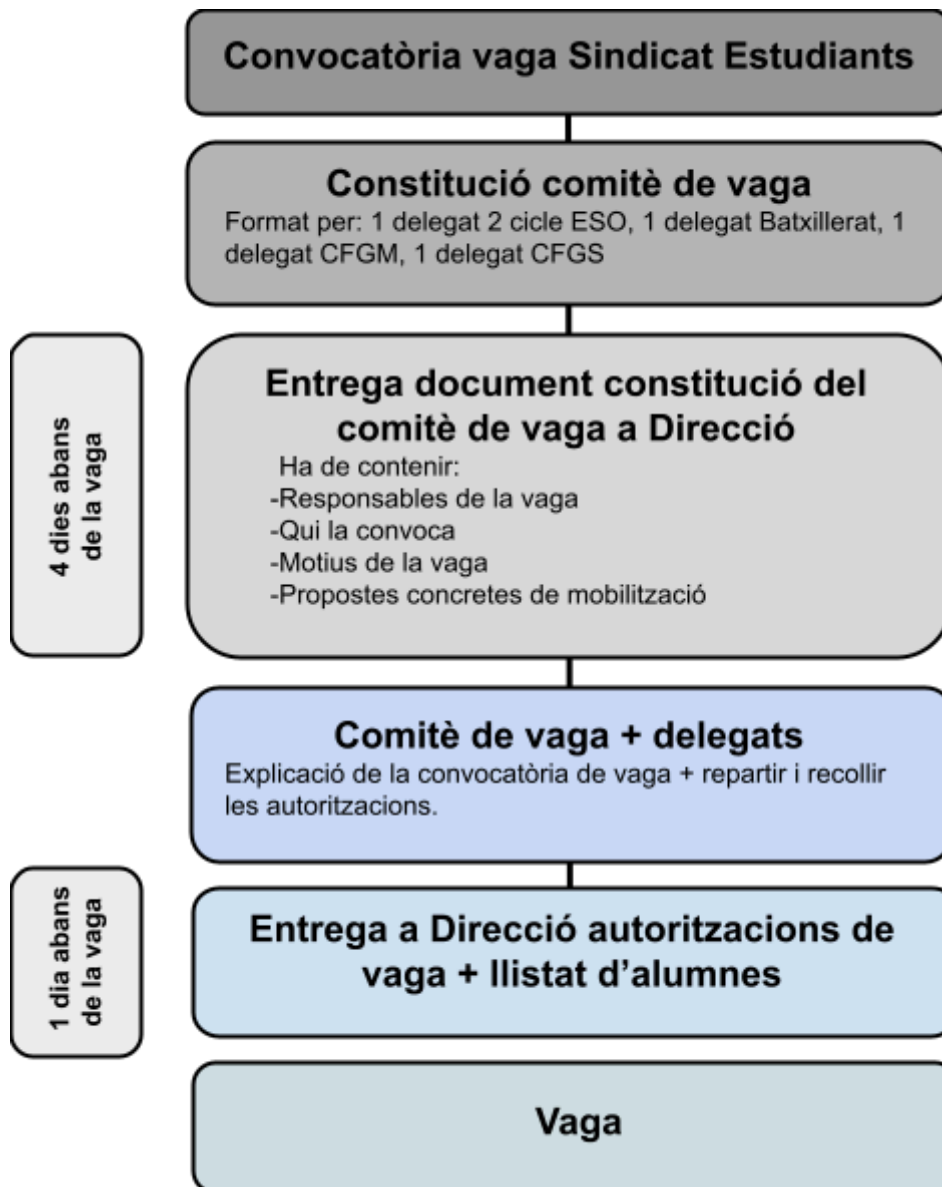 Convocatòria vaga Sindicat Estudiants
Constitució comitè de vaga
Format per: 1 delegat 2 cicle ESO, 1 delegat Batxillerat, 1
delegat CFGM, 1 delegat CFGS
4 dies abans
de la vaga
Entrega document constitució del
comitè de vaga a Direcció
Ha de contenir:
-Responsables de la vaga
-Qui la convoca
-Motius de la vaga
-Propostes concretes de mobilització
Comitè de vaga + delegats
Explicació de la convocatòria de vaga + repartir i recollir
les autoritzacions.
1 dia abans
de la vaga
Entrega a Direcció autoritzacions de
vaga + llistat d’alumnes
Vaga